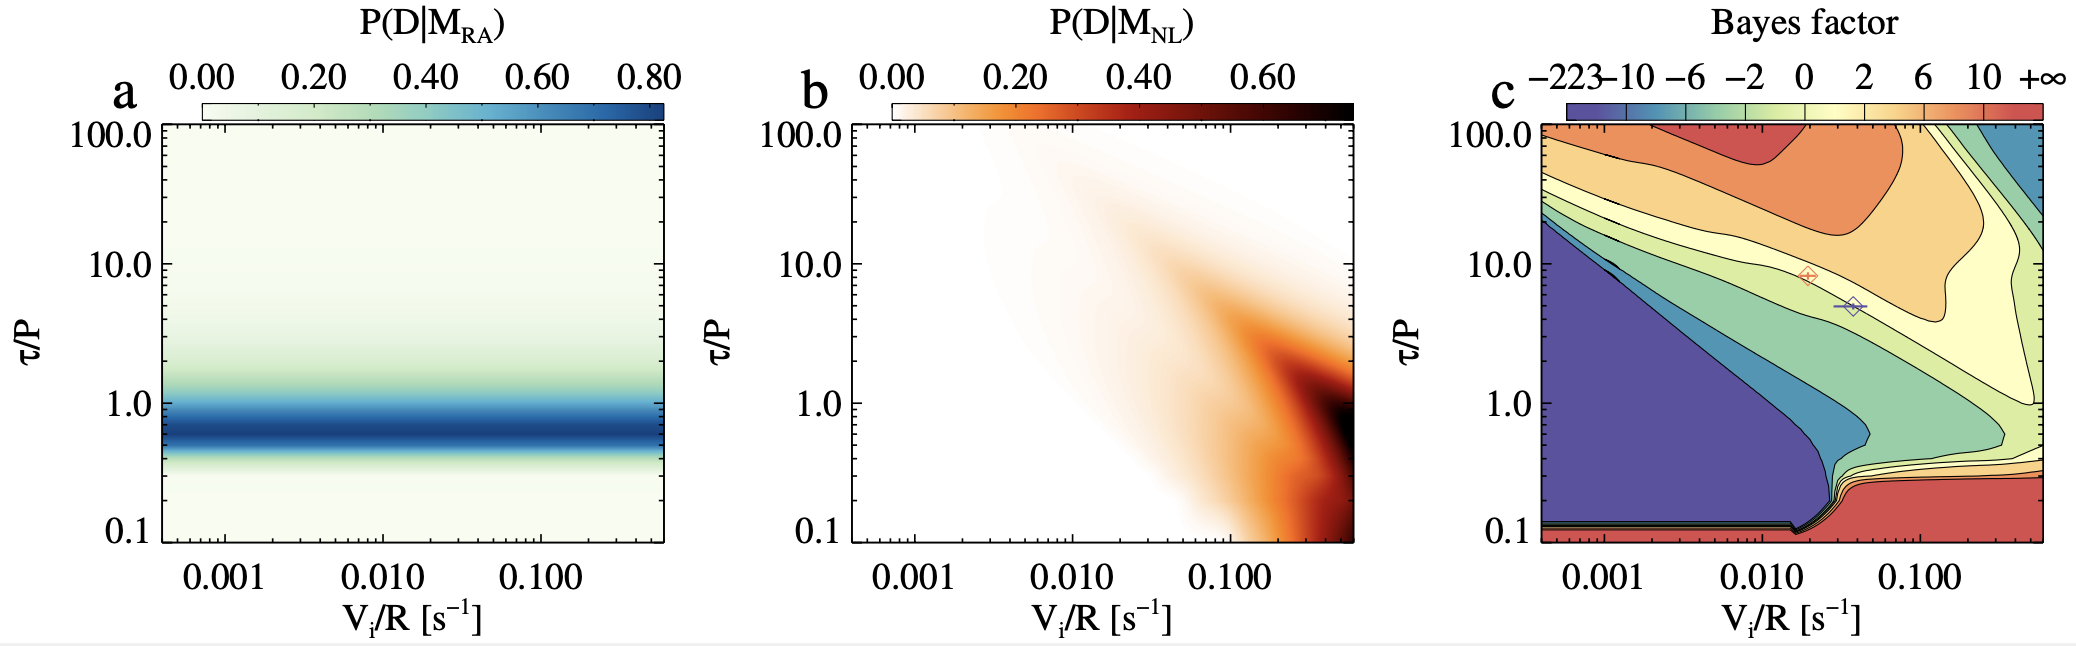 P(D|M_RA)
0.00 0.20 0.40 0.60 0.80
a
100.0
10.0
1.0
0.1
τ/P
0.001 0.010 0.100
V_i/R [s⁻¹]
P(D|M_NL)
0.00 0.20 0.40 0.60
b
100.0
10.0
1.0
0.1
τ/P
0.001 0.010 0.100
V_i/R [s⁻¹]
Bayes factor
−223 −10 −6 −2 0 2 6 10 +∞
c
100.0
10.0
1.0
0.1
τ/P
0.001 0.010 0.100
V_i/R [s⁻¹]